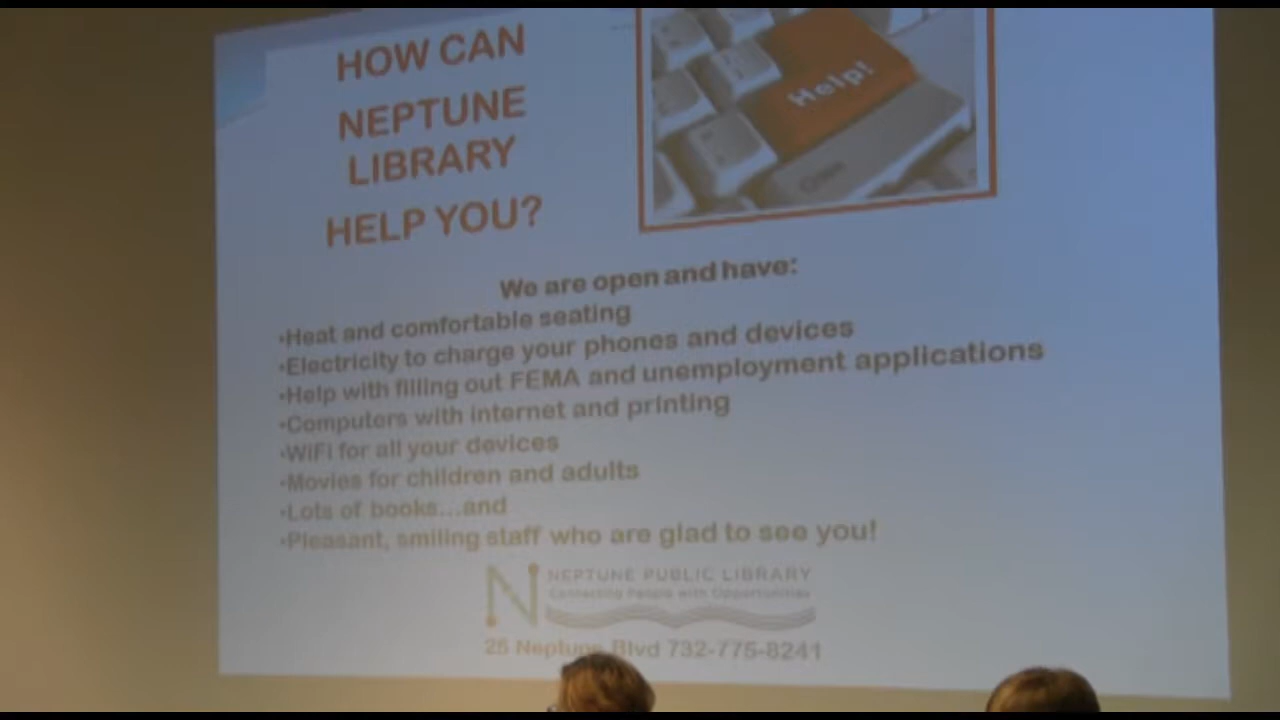 HOW CAN
NEPTUNE
LIBRARY
HELP YOU?
Help!
We are open and have:
•Heat and comfortable seating
•Electricity to charge your phones and devices
•Help with filling out FEMA and unemployment applications
•Computers with internet and printing
•WiFi for all your devices
•Movies for children and adults
•Lots of books...and
•Pleasant, smiling staff who are glad to see you!
N NEPTUNE PUBLIC LIBRARY
Connecting People with Opportunities
25 Neptune Blvd 732-775-8241